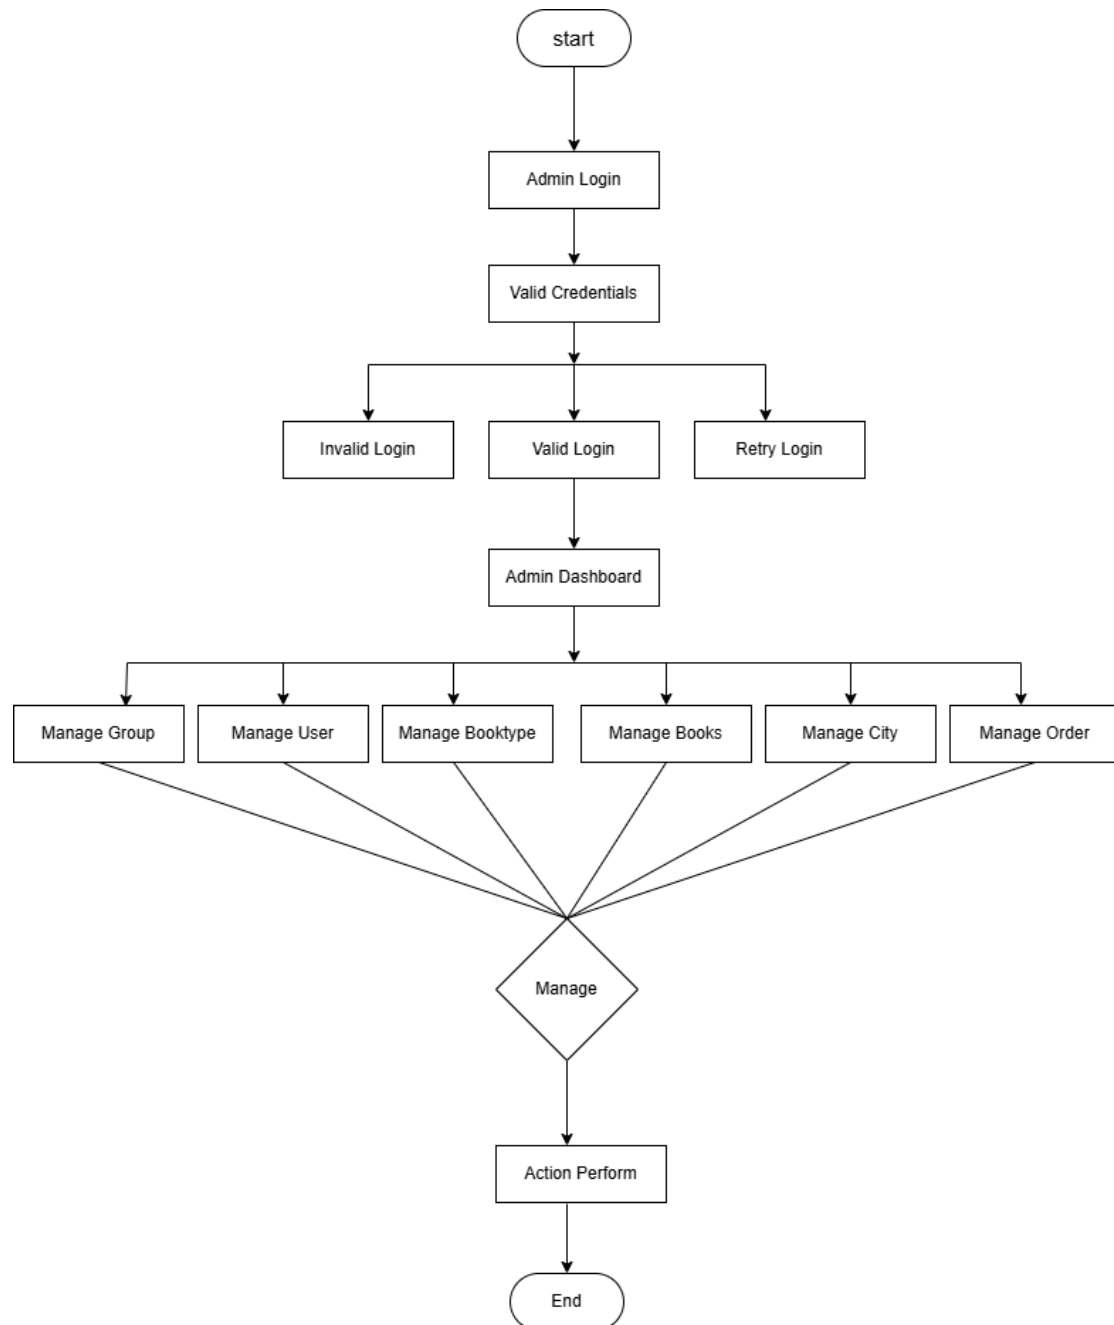 start
Admin Login
Valid Credentials
Invalid Login
Valid Login
Retry Login
Admin Dashboard
Manage Group
Manage User
Manage Booktype
Manage Books
Manage City
Manage Order
Manage
Action Perform
End